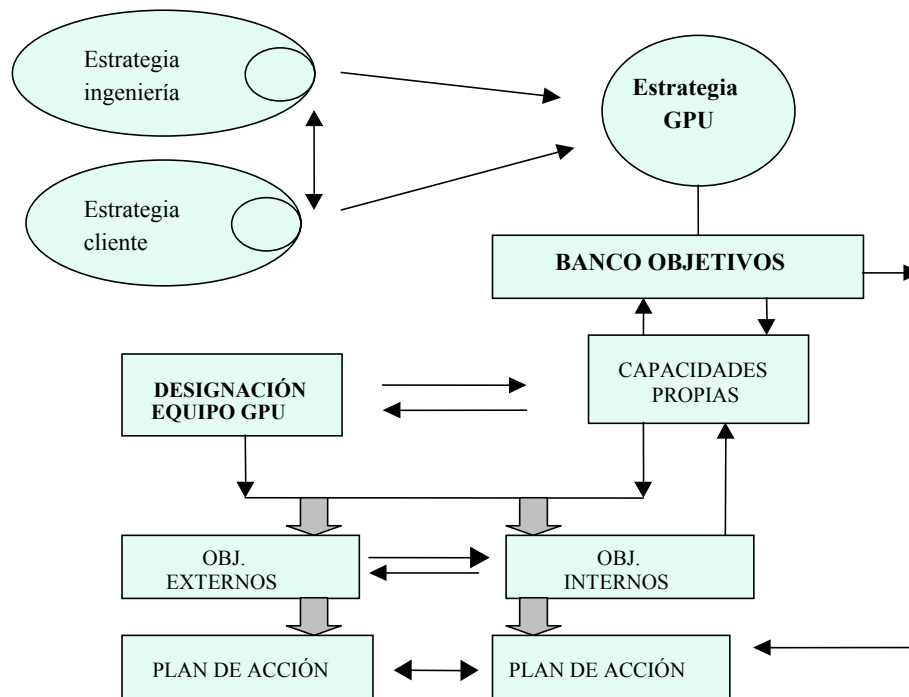 Estrategia
ingeniería
Estrategia
GPU
Estrategia
cliente
BANCO OBJETIVOS
DESIGNACIÓN
EQUIPO GPU
CAPACIDADES
PROPIAS
OBJ.
EXTERNOS
OBJ.
INTERNOS
PLAN DE ACCIÓN
PLAN DE ACCIÓN